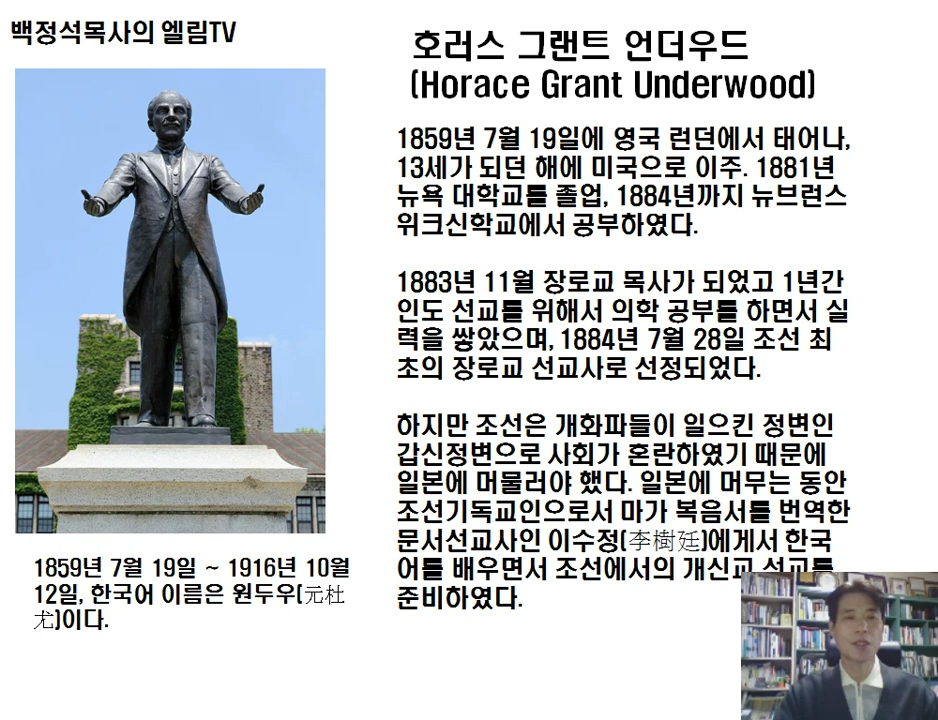 백정석목사의 엘림TV
호러스 그랜트 언더우드
(Horace Grant Underwood)
1859년 7월 19일에 영국 런던에서 태어나,
13세가 되던 해에 미국으로 이주. 1881년
뉴욕 대학교를 졸업, 1884년까지 뉴브런스
위크신학교에서 공부하였다.
1883년 11월 장로교 목사가 되었고 1년간
인도 선교를 위해서 의학 공부를 하면서 실
력을 쌓았으며, 1884년 7월 28일 조선 최
초의 장로교 선교사로 선정되었다.
하지만 조선은 개화파들이 일으킨 정변인
갑신정변으로 사회가 혼란하였기 때문에
일본에 머물러야 했다. 일본에 머무는 동안
조선기독교인으로서 마가 복음서를 번역한
문서선교사인 이수정(李樹廷)에게서 한국
어를 배우면서 조선에서의 개신교 선교를
준비하였다.
1859년 7월 19일 ~ 1916년 10월
12일, 한국어 이름은 원두우(元杜
尤)이다.